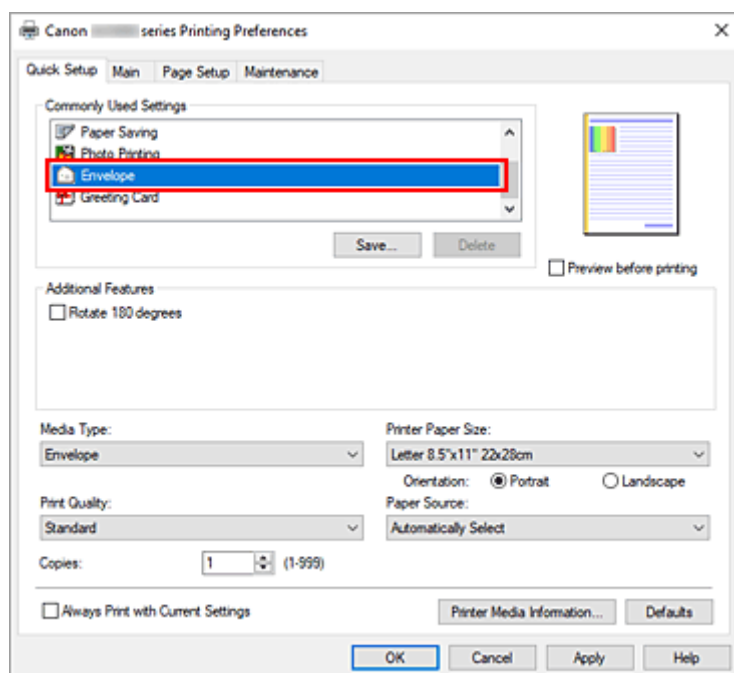 Canon series Printing Preferences
Quick Setup Main Page Setup Maintenance
Commonly Used Settings
Paper Saving
Photo Printing
Envelope
Greeting Card
Save... Delete
Preview before printing
Additional Features
Rotate 180 degrees
Media Type: Printer Paper Size:
Envelope Letter 8.5"x11" 22x28cm
Orientation: Portrait Landscape
Print Quality: Paper Source:
Standard Automatically Select
Copies: 1 (1-999)
Always Print with Current Settings Printer Media Information... Defaults
OK Cancel Apply Help